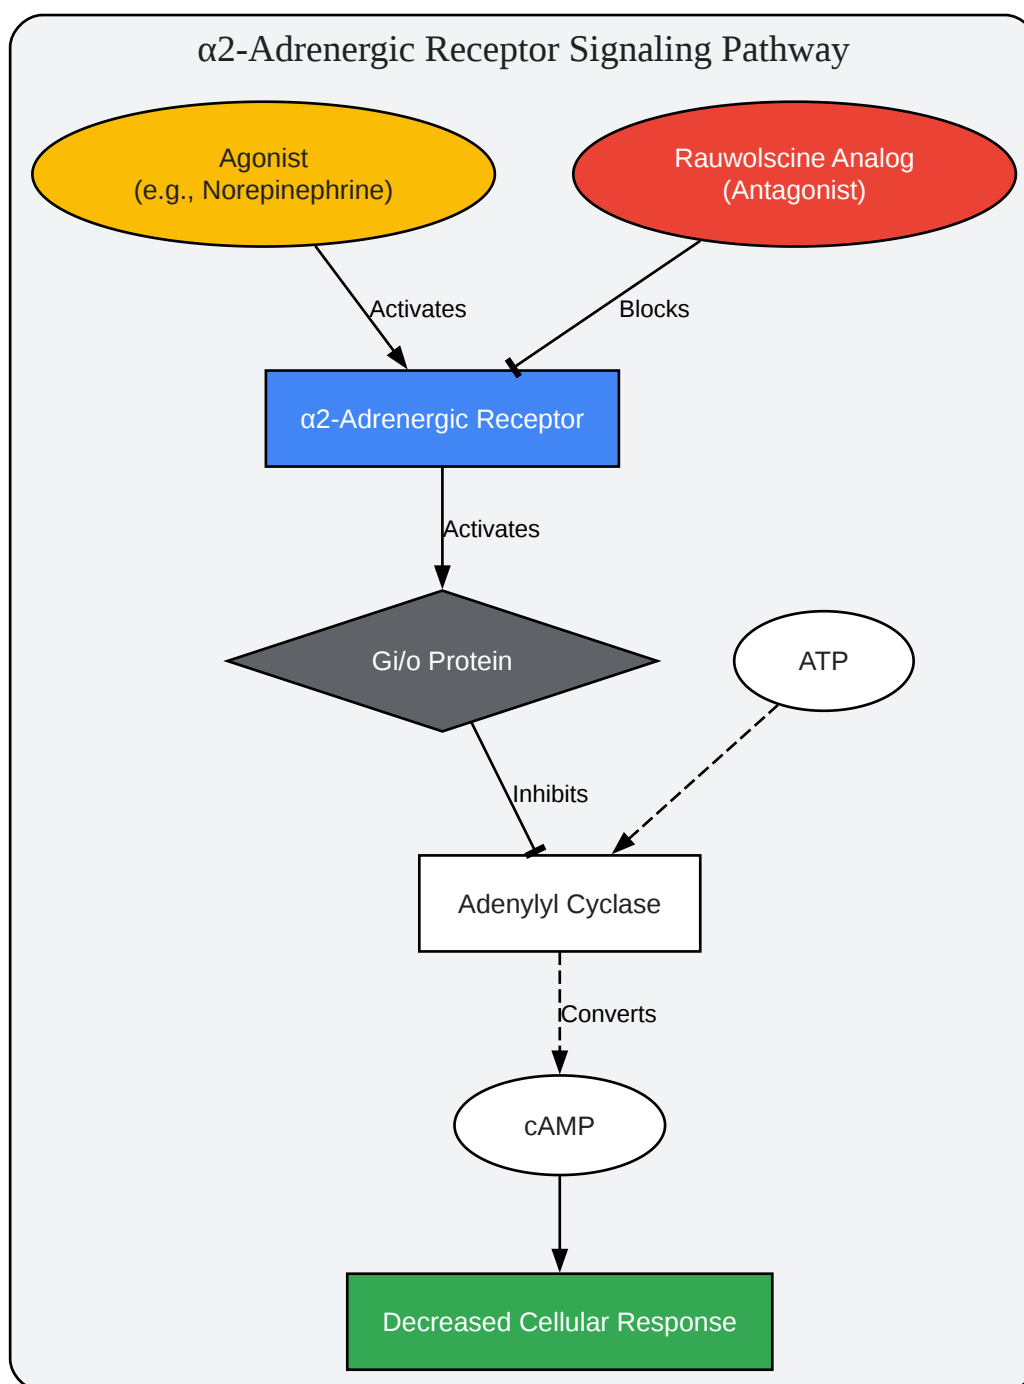 α2-Adrenergic Receptor Signaling Pathway
Agonist
(e.g., Norepinephrine)
Rauwolscine Analog
(Antagonist)
Activates
Blocks
α2-Adrenergic Receptor
Activates
Gi/o Protein
ATP
Inhibits
Adenylyl Cyclase
Converts
cAMP
Decreased Cellular Response